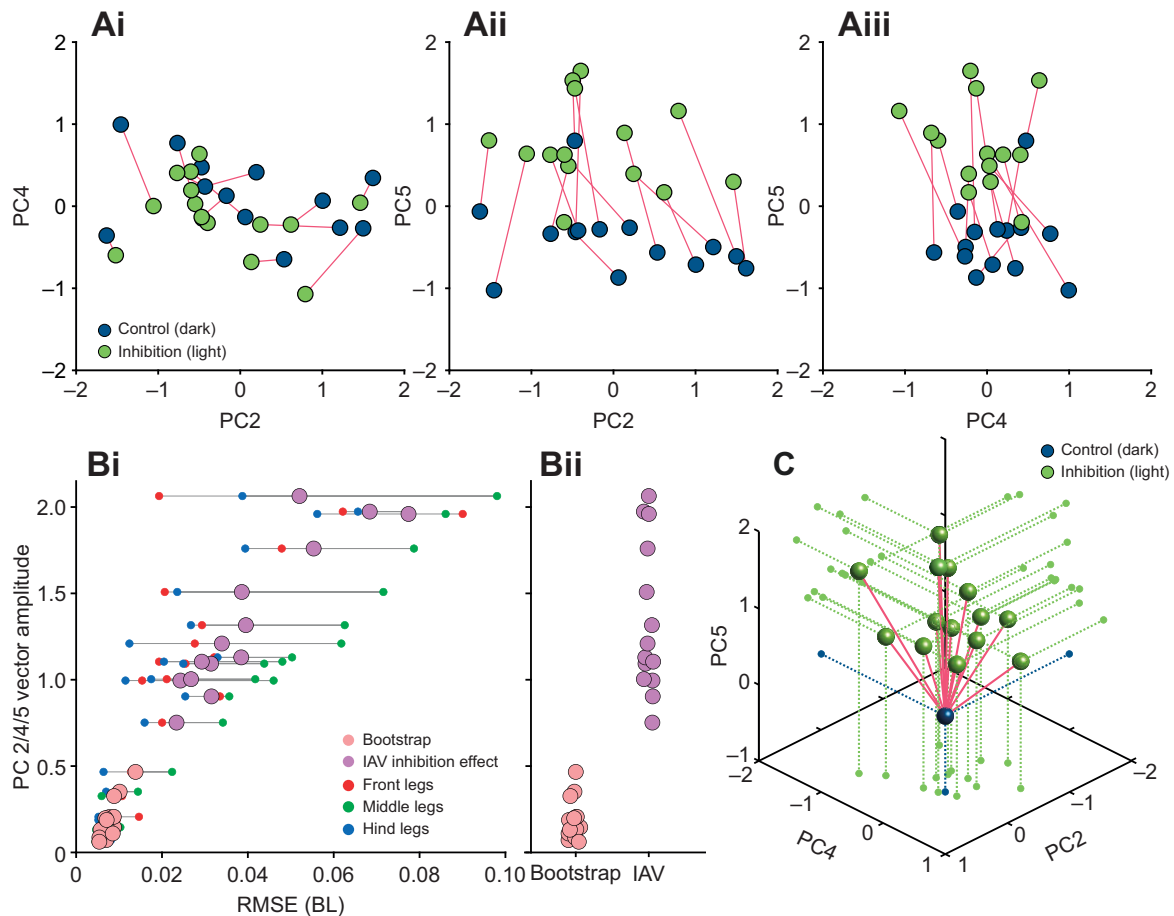 Ai
Aii
Aiii
2
1
0
–1
–2
PC4
Control (dark)
Inhibition (light)
–2
–1
0
1
2
PC2
2
1
0
–1
–2
PC5
–2
–1
0
1
2
PC2
2
1
0
–1
–2
PC5
–2
–1
0
1
2
PC4
Bi
Bii
C
2.0
1.5
1.0
0.5
0
PC 2/4/5 vector amplitude
Bootstrap
IAV inhibition effect
Front legs
Middle legs
Hind legs
0
0.02
0.04
0.06
0.08
0.10
RMSE (BL)
Bootstrap
IAV
Control (dark)
Inhibition (light)
2
1
0
–1
PC5
–2
–1
0
1
PC4
1
0
–1
–2
PC2